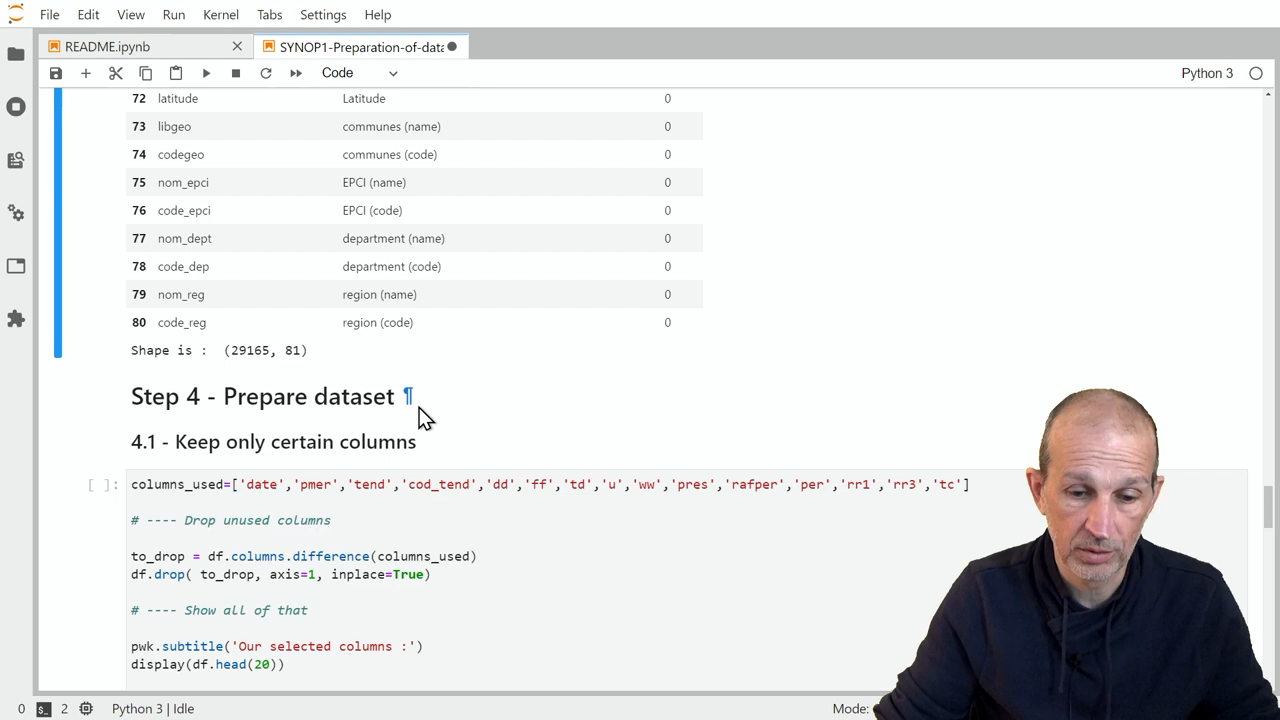 File Edit View Run Kernel Tabs Settings Help
README.ipynb SYNOP1-Preparation-of-data
Code Python 3
72 latitude Latitude 0
73 libgeo communes (name) 0
74 codegeo communes (code) 0
75 nom_epci EPCI (name) 0
76 code_epci EPCI (code) 0
77 nom_dept department (name) 0
78 code_dep department (code) 0
79 nom_reg region (name) 0
80 code_reg region (code) 0
Shape is :  (29165, 81)
Step 4 - Prepare dataset ¶
4.1 - Keep only certain columns
[ ]: columns_used=['date','pmer','tend','cod_tend','dd','ff','td','u','ww','pres','rafper','per','rr1','rr3','tc']
# ---- Drop unused columns
to_drop = df.columns.difference(columns_used)
df.drop( to_drop, axis=1, inplace=True)
# ---- Show all of that
pwk.subtitle('Our selected columns :')
display(df.head(20))
0 2 Python 3 | Idle Mode: